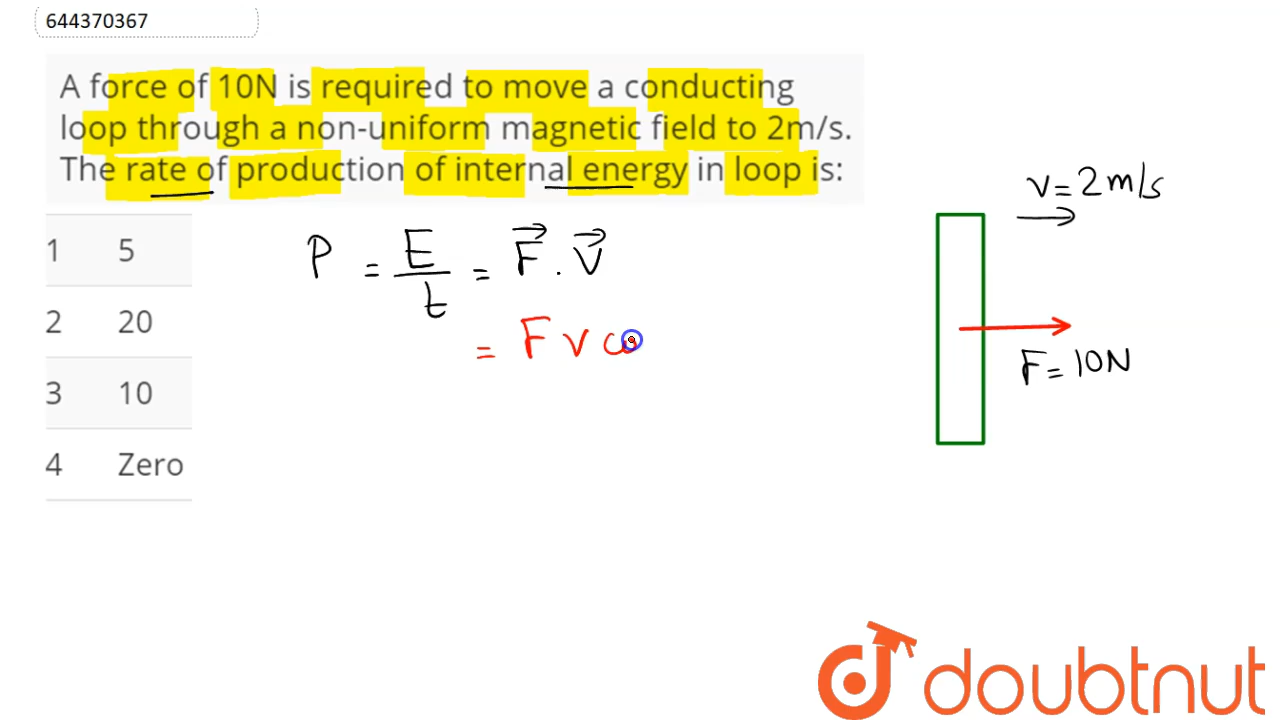 644370367
A force of 10N is required to move a conducting
loop through a non-uniform magnetic field to 2m/s.
The rate of production of internal energy in loop is:
1 5
2 20
3 10
4 Zero
P = E/t = F⃗ . V⃗
= F v co
v = 2 m/s
F = 10N
doubtnut